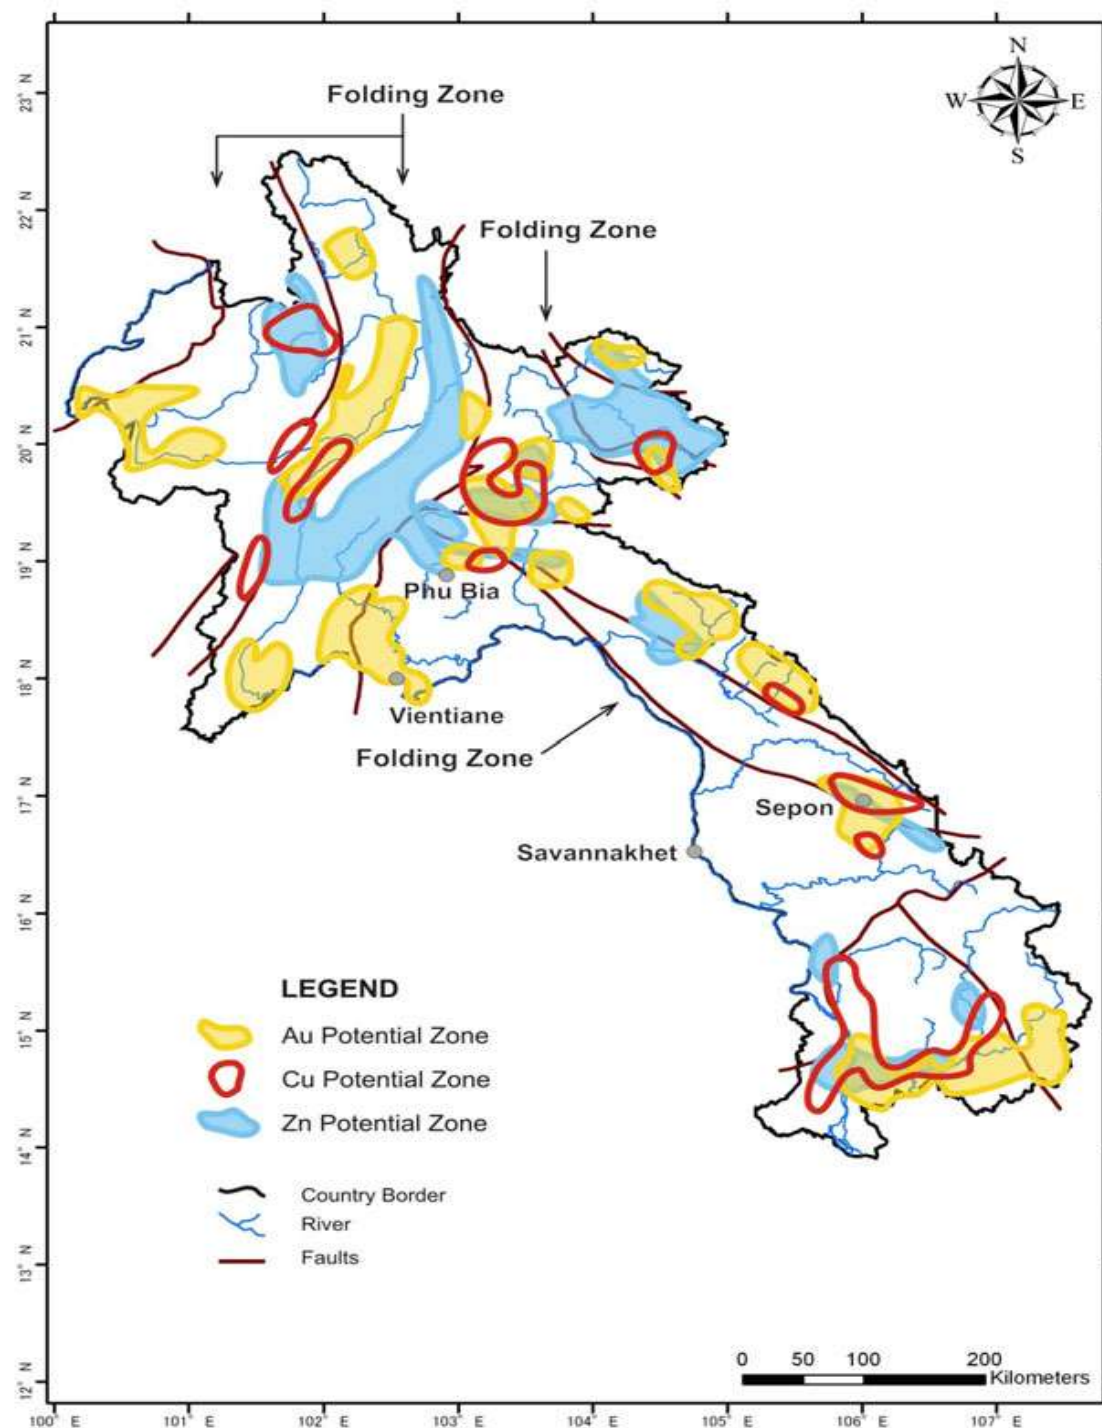 N
W E
S
Folding Zone
Folding Zone
Phu Bia
Vientiane
Folding Zone
Sepon
Savannakhet
LEGEND
Au Potential Zone
Cu Potential Zone
Zn Potential Zone
Country Border
River
Faults
0 50 100 200
Kilometers
23° N
22° N
21° N
20° N
19° N
18° N
17° N
16° N
15° N
14° N
13° N
12° N
100° E 101° E 102° E 103° E 104° E 105° E 106° E 107° E